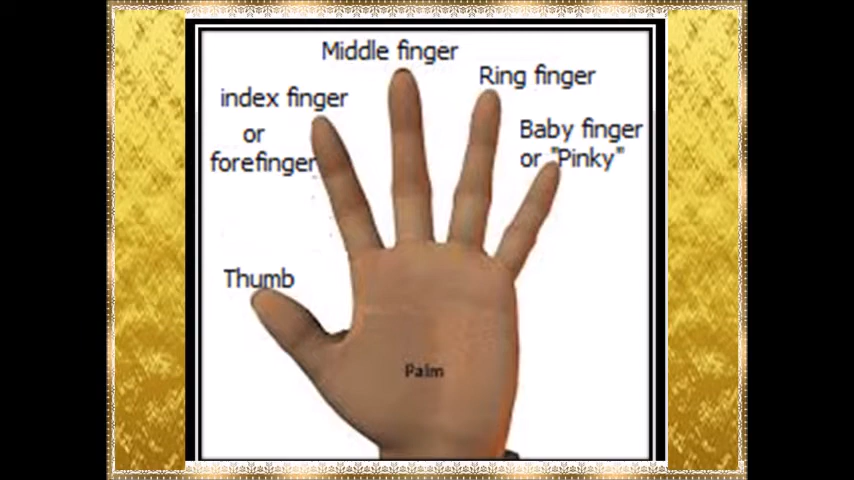 Middle finger
Ring finger
index finger
or
forefinger
Baby finger
or "Pinky"
Thumb
Palm